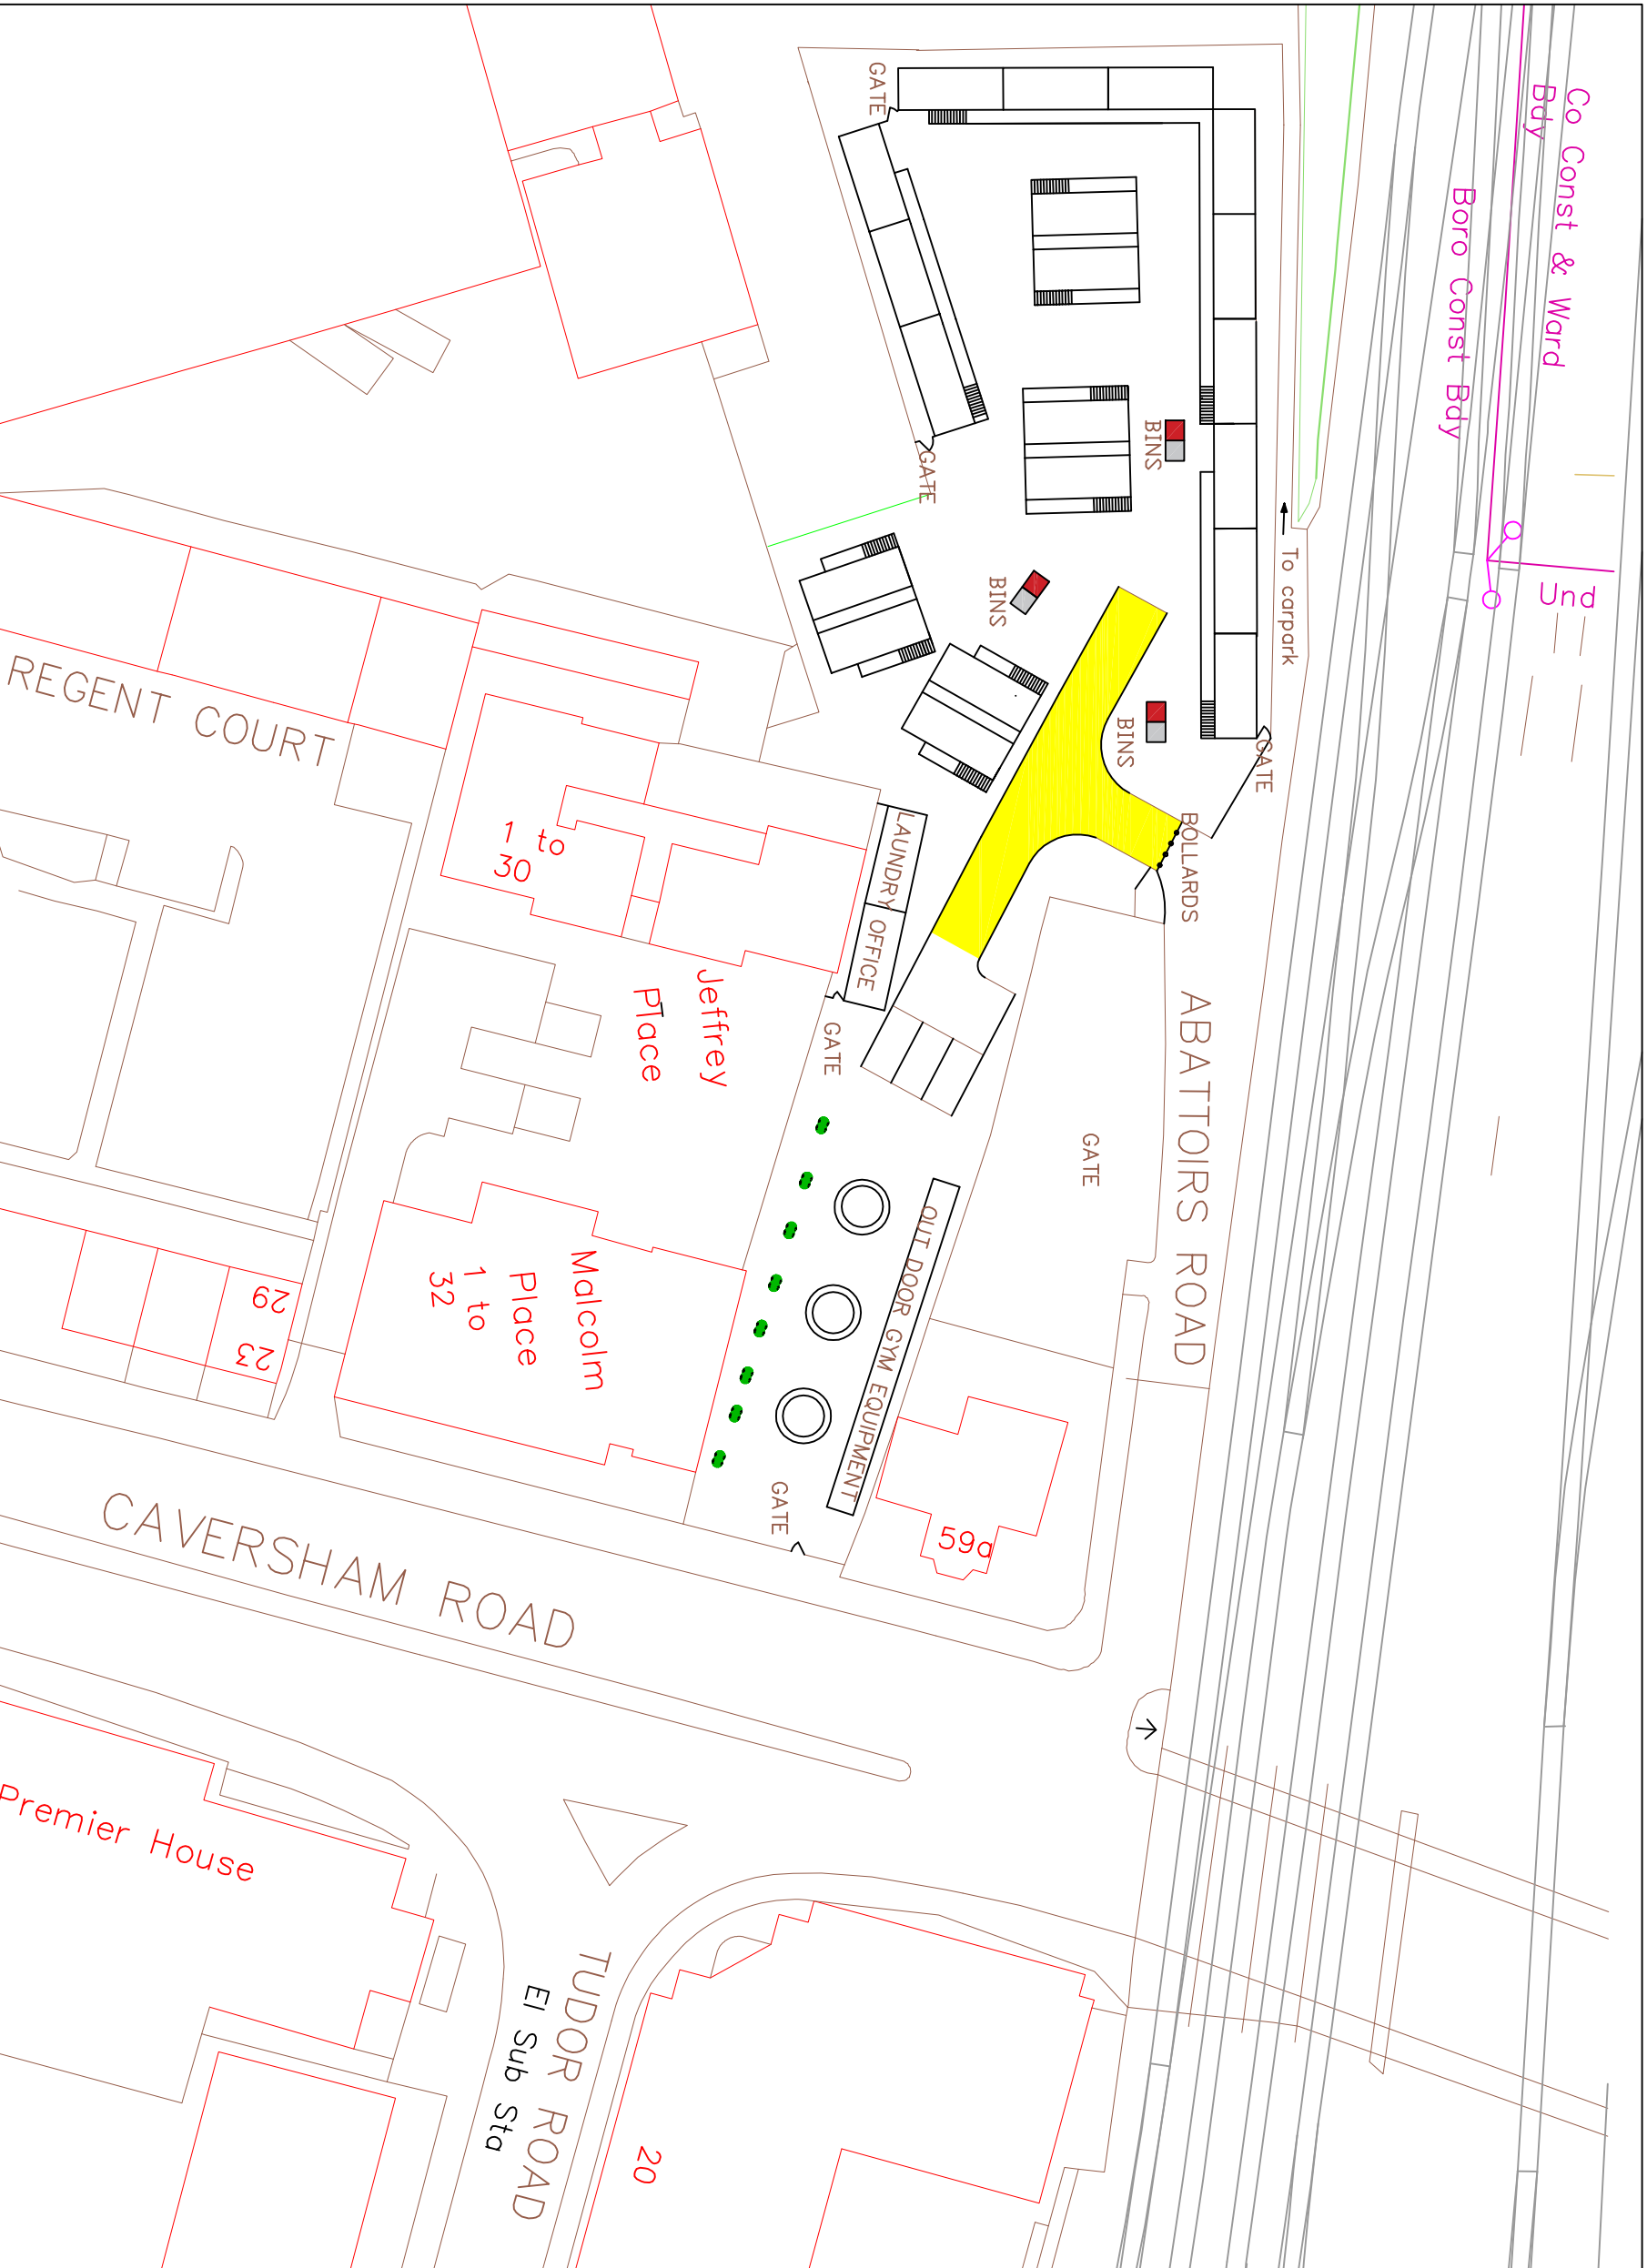 Co Const & Ward
Bdy
Boro Const Bdy
Und
GATE
GATE
BINS
BINS
To carpark
BINS
GATE
BOLLARDS
REGENT COURT
1 to
30
LAUNDRY
OFFICE
Jeffrey
Place
GATE
ABATTOIRS ROAD
GATE
OUT DOOR GYM EQUIPMENT
Malcolm
Place
1 to
32
29
23
GATE
59a
CAVERSHAM ROAD
Premier House
TUDOR ROAD
El Sub Sta
20